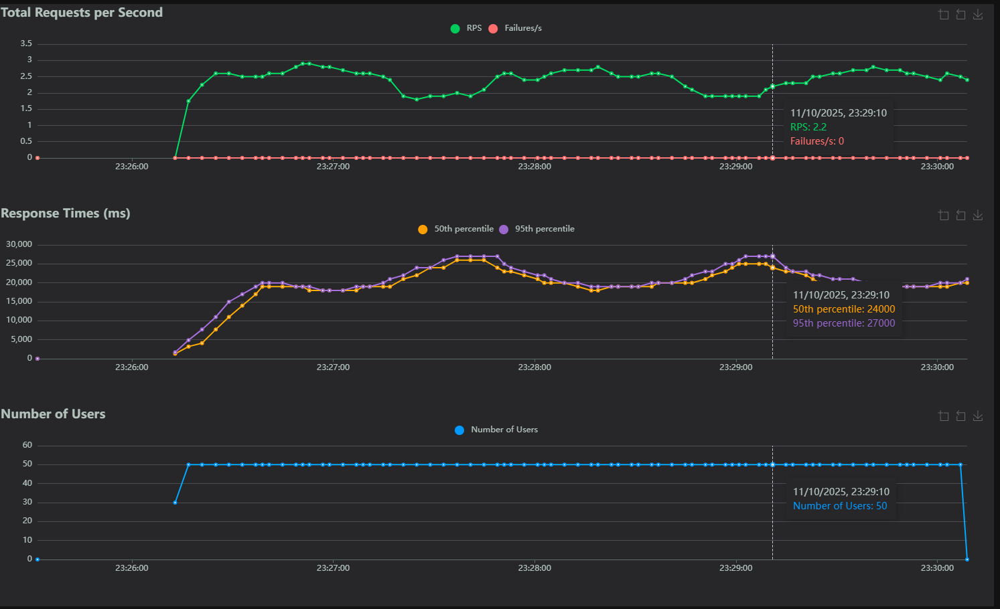 Total Requests per Second
RPS Failures/s
3.5
3
2.5
2
1.5
1
0.5
0
11/10/2025, 23:29:10
RPS: 2.2
Failures/s: 0
23:26:00 23:27:00 23:28:00 23:29:00 23:30:00
Response Times (ms)
50th percentile 95th percentile
30,000
25,000
20,000
15,000
10,000
5,000
0
11/10/2025, 23:29:10
50th percentile: 24000
95th percentile: 27000
23:26:00 23:27:00 23:28:00 23:29:00 23:30:00
Number of Users
Number of Users
60
50
40
30
20
10
0
11/10/2025, 23:29:10
Number of Users: 50
23:26:00 23:27:00 23:28:00 23:29:00 23:30:00